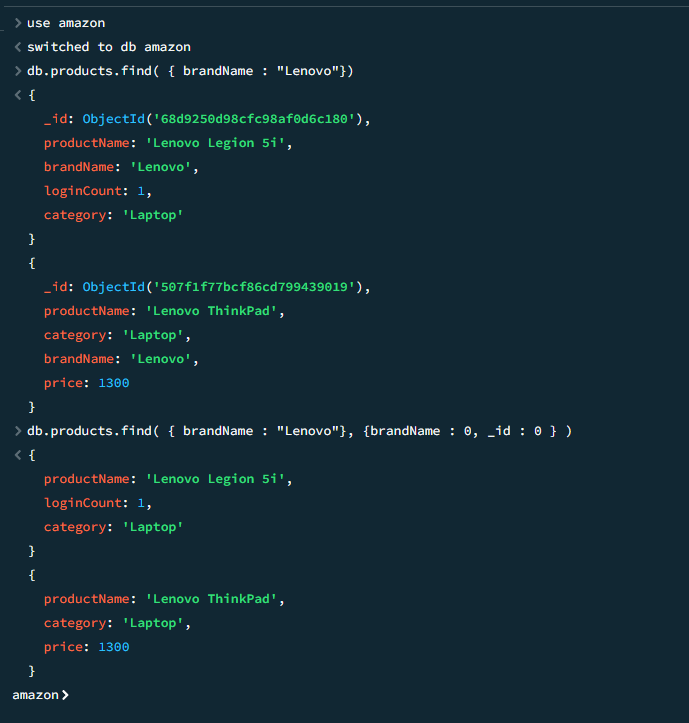 > use amazon
< switched to db amazon
> db.products.find( { brandName : "Lenovo"})
< {
_id: ObjectId('68d9250d98cfc98af0d6c180'),
productName: 'Lenovo Legion 5i',
brandName: 'Lenovo',
loginCount: 1,
category: 'Laptop'
}
{
_id: ObjectId('507f1f77bcf86cd799439019'),
productName: 'Lenovo ThinkPad',
category: 'Laptop',
brandName: 'Lenovo',
price: 1300
}
> db.products.find( { brandName : "Lenovo"}, {brandName : 0, _id : 0 } )
< {
productName: 'Lenovo Legion 5i',
loginCount: 1,
category: 'Laptop'
}
{
productName: 'Lenovo ThinkPad',
category: 'Laptop',
price: 1300
}
amazon>